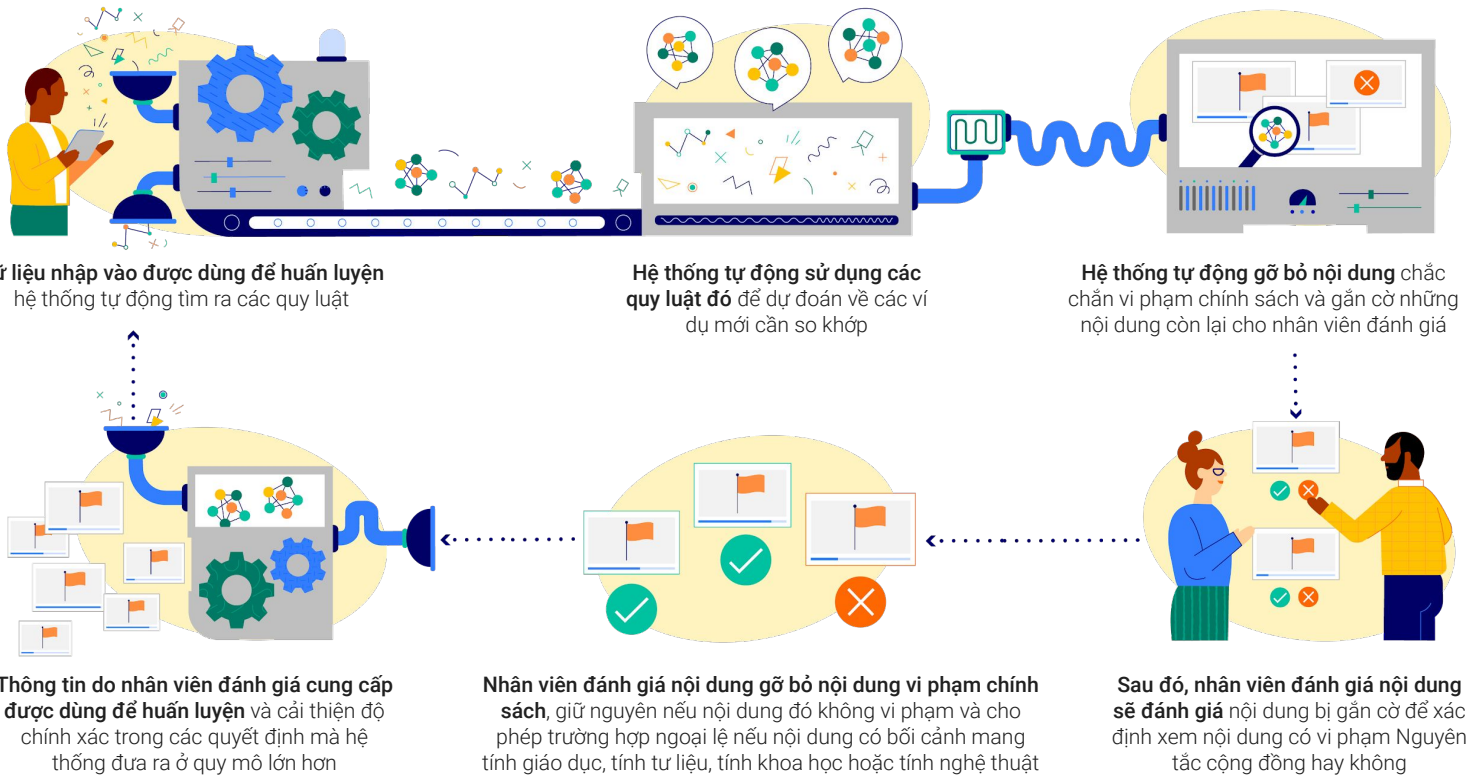 liệu nhập vào được dùng để huấn luyện
hệ thống tự động tìm ra các quy luật
Hệ thống tự động sử dụng các
quy luật đó để dự đoán về các ví
dụ mới cần so khớp
Hệ thống tự động gỡ bỏ nội dung chắc
chắn vi phạm chính sách và gắn cờ những
nội dung còn lại cho nhân viên đánh giá
Thông tin do nhân viên đánh giá cung cấp
được dùng để huấn luyện và cải thiện độ
chính xác trong các quyết định mà hệ
thống đưa ra ở quy mô lớn hơn
Nhân viên đánh giá nội dung gỡ bỏ nội dung vi phạm chính
sách, giữ nguyên nếu nội dung đó không vi phạm và cho
phép trường hợp ngoại lệ nếu nội dung có bối cảnh mang
tính giáo dục, tính tư liệu, tính khoa học hoặc tính nghệ thuật
Sau đó, nhân viên đánh giá nội dung
sẽ đánh giá nội dung bị gắn cờ để xác
định xem nội dung có vi phạm Nguyên
tắc cộng đồng hay không